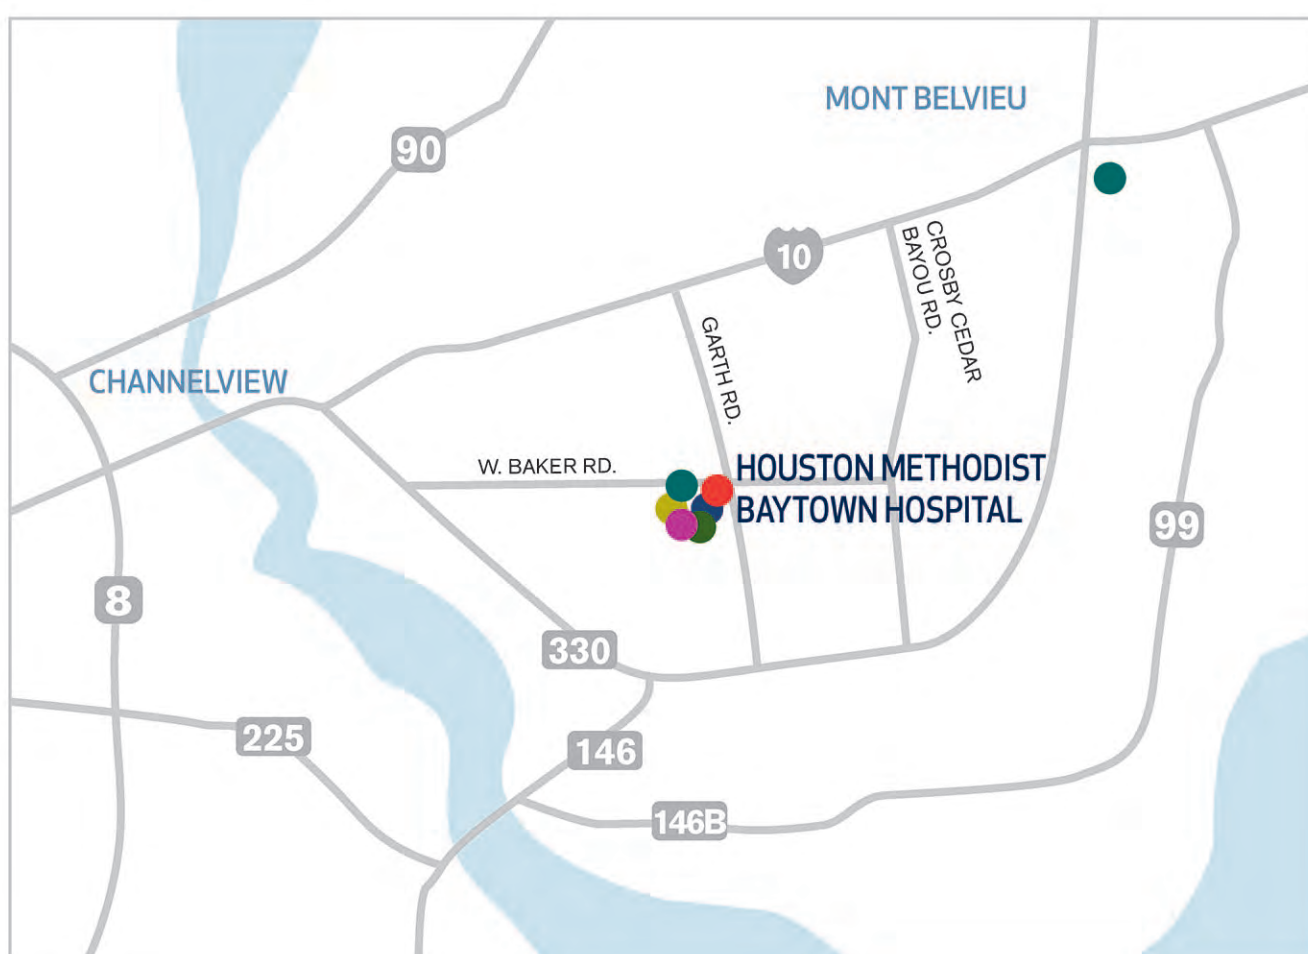 MONT BELVIEU
90
CROSBY CEDAR
BAYOU RD.
10
GARTH RD.
CHANNELVIEW
W. BAKER RD.
HOUSTON METHODIST
BAYTOWN HOSPITAL
99
8
330
225
146
146B